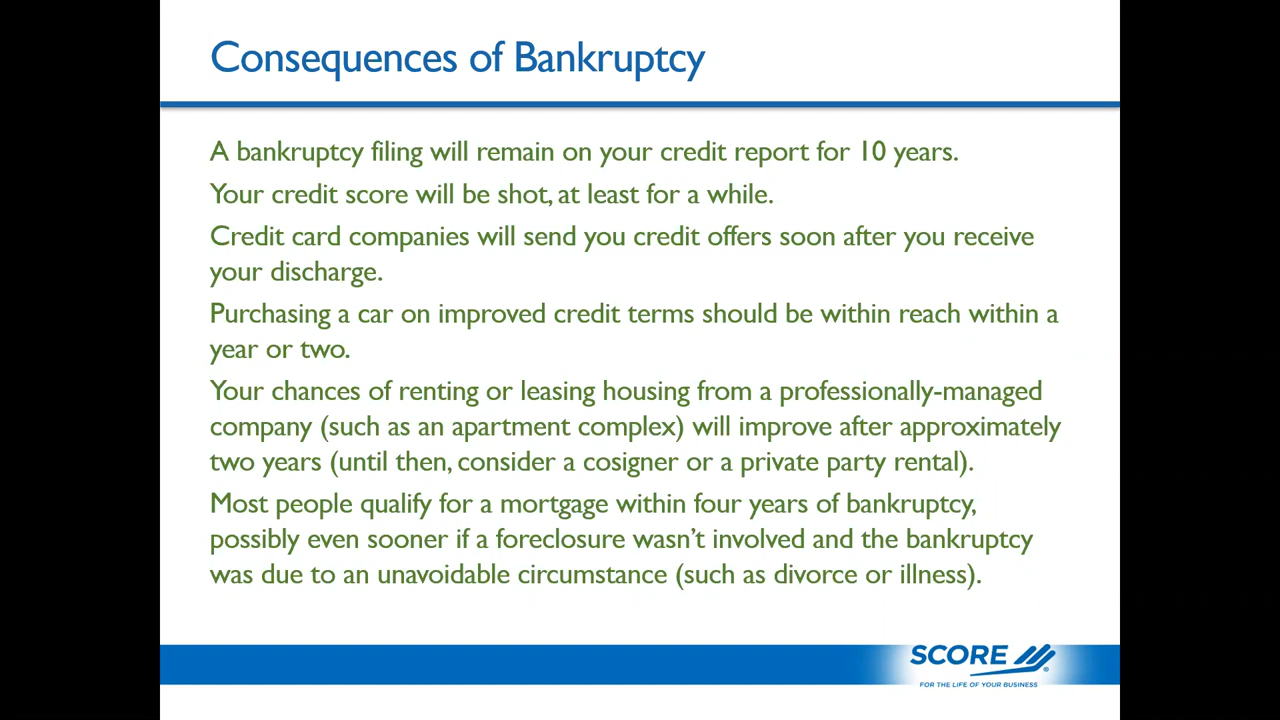 Consequences of Bankruptcy
A bankruptcy filing will remain on your credit report for 10 years.
Your credit score will be shot, at least for a while.
Credit card companies will send you credit offers soon after you receive
your discharge.
Purchasing a car on improved credit terms should be within reach within a
year or two.
Your chances of renting or leasing housing from a professionally-managed
company (such as an apartment complex) will improve after approximately
two years (until then, consider a cosigner or a private party rental).
Most people qualify for a mortgage within four years of bankruptcy,
possibly even sooner if a foreclosure wasn’t involved and the bankruptcy
was due to an unavoidable circumstance (such as divorce or illness).
SCORE ®
FOR THE LIFE OF YOUR BUSINESS